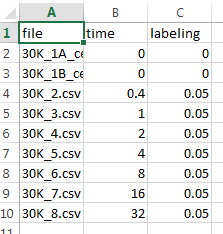 A B C
1 file time labeling
2 30K_1A_ce 0 0
3 30K_1B_ce 0 0
4 30K_2.csv 0.4 0.05
5 30K_3.csv 1 0.05
6 30K_4.csv 2 0.05
7 30K_5.csv 4 0.05
8 30K_6.csv 8 0.05
9 30K_7.csv 16 0.05
10 30K_8.csv 32 0.05